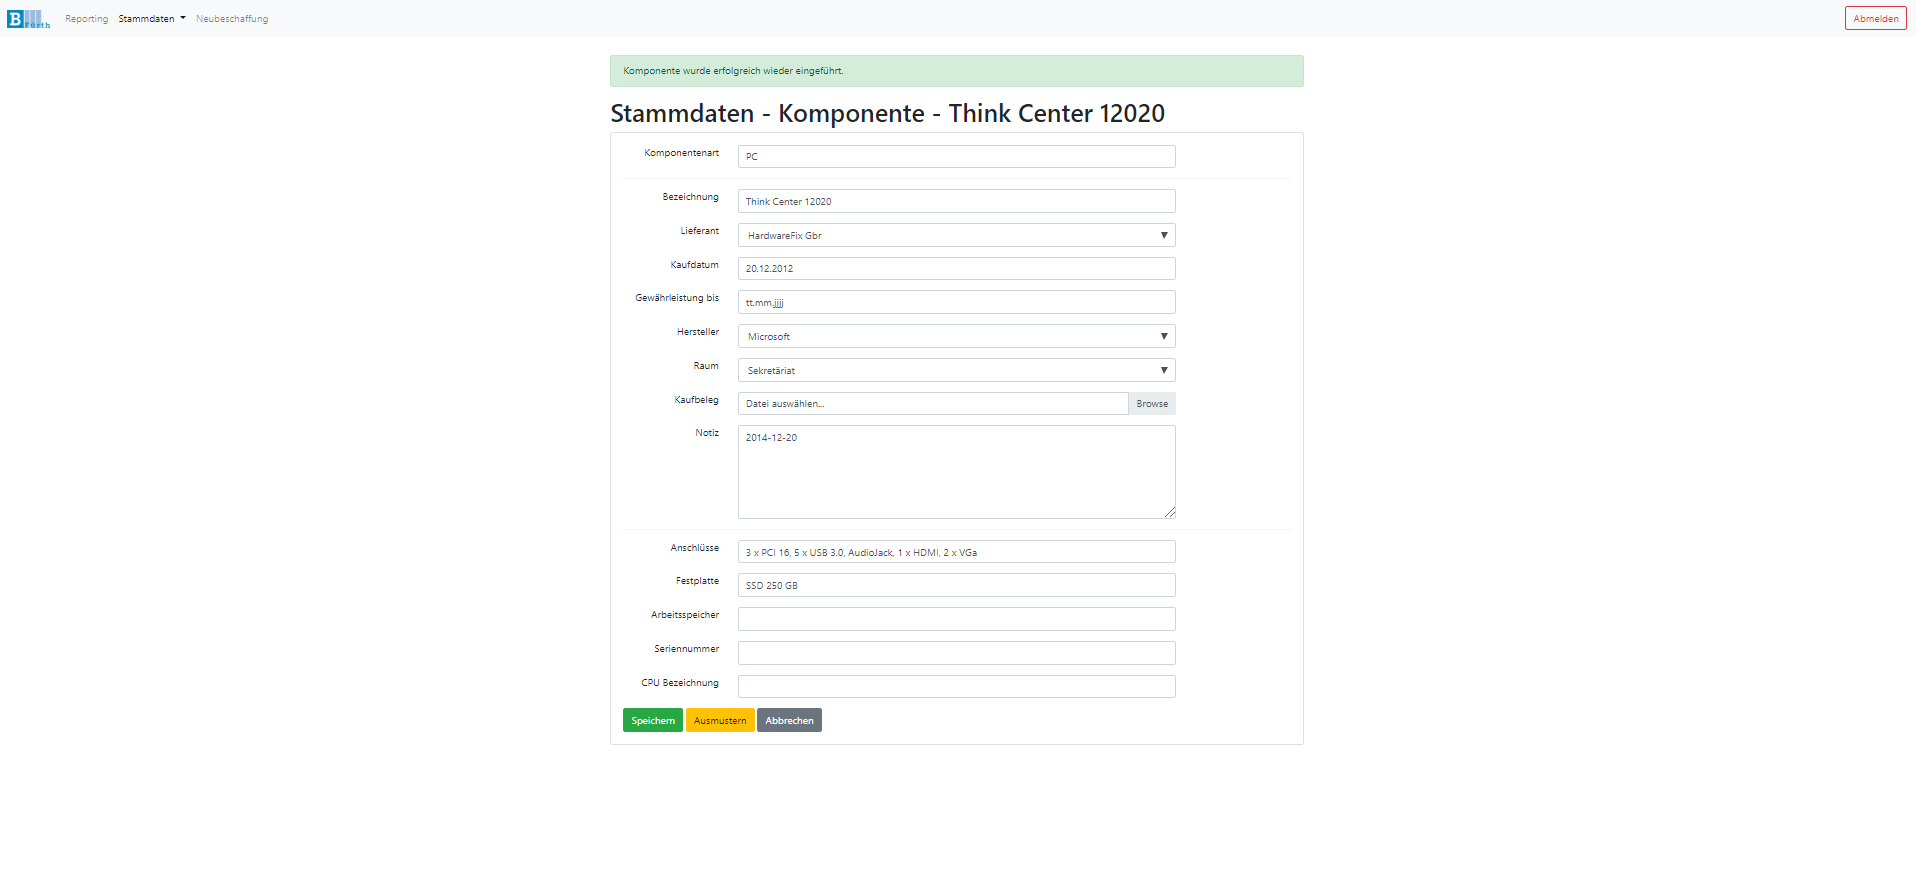 B Fürth Reporting Stammdaten Neubeschaffung Abmelden
Komponente wurde erfolgreich wieder eingeführt.
Stammdaten - Komponente - Think Center 12020
Komponentenart PC
Bezeichnung Think Center 12020
Lieferant HardwareFix Gbr
Kaufdatum 20.12.2012
Gewährleistung bis tt.mm.jjjj
Hersteller Microsoft
Raum Sekretäriat
Kaufbeleg Datei auswählen... Browse
Notiz 2014-12-20
Anschlüsse 3 x PCI 16, 5 x USB 3.0, AudioJack, 1 x HDMI, 2 x VGa
Festplatte SSD 250 GB
Arbeitsspeicher
Seriennummer
CPU Bezeichnung
Speichern Ausmustern Abbrechen